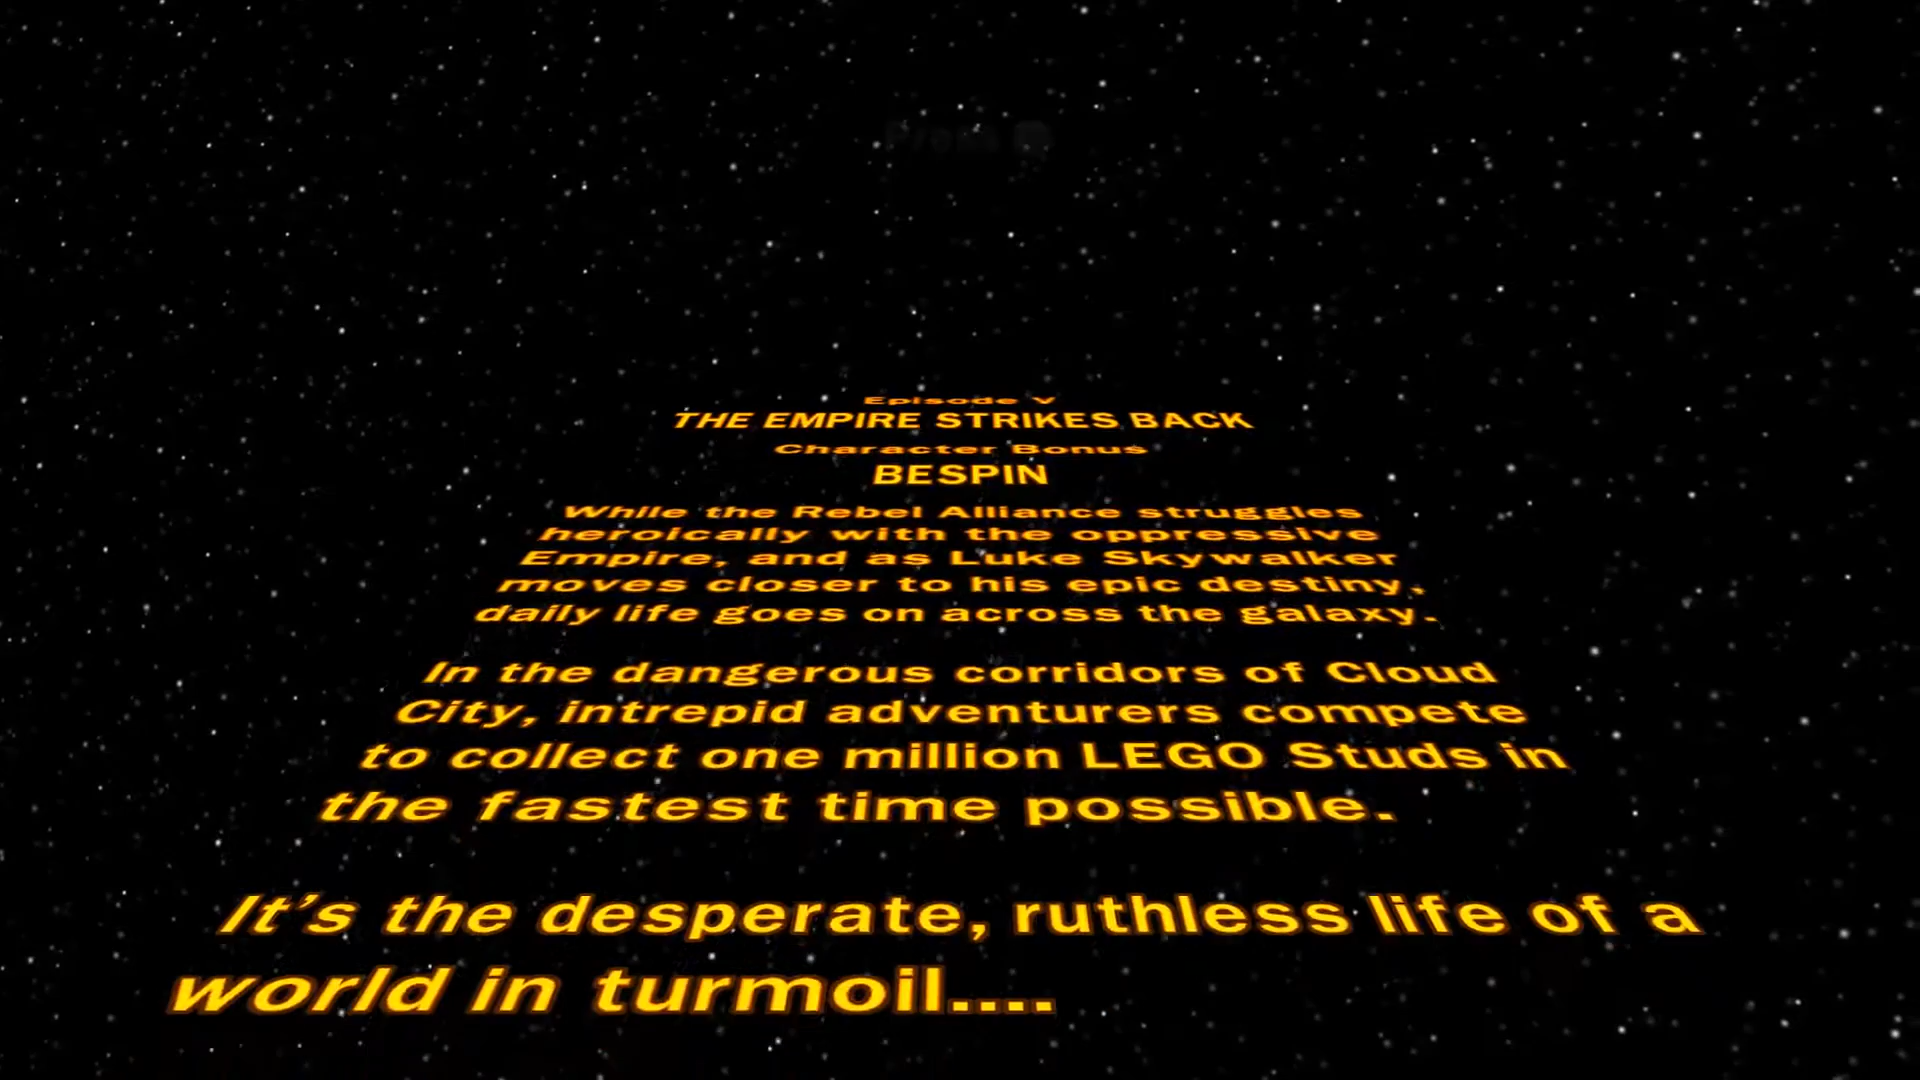 Press
Episode V
THE EMPIRE STRIKES BACK
Character Bonus
BESPIN
While the Rebel Alliance struggles
heroically with the oppressive
Empire, and as Luke Skywalker
moves closer to his epic destiny,
daily life goes on across the galaxy.
In the dangerous corridors of Cloud
City, intrepid adventurers compete
to collect one million LEGO Studs in
the fastest time possible.
It's the desperate, ruthless life of a
world in turmoil....